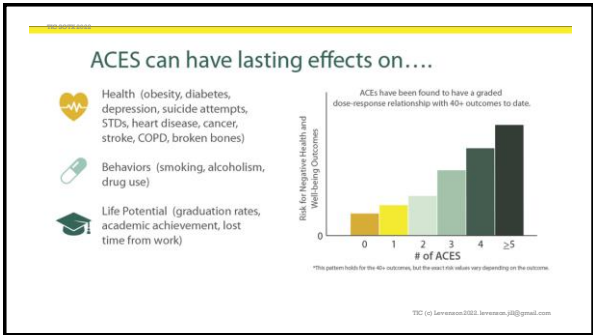 TIC SOTX 2022
ACES can have lasting effects on….
Health (obesity, diabetes,
depression, suicide attempts,
STDs, heart disease, cancer,
stroke, COPD, broken bones)
Behaviors (smoking, alcoholism,
drug use)
Life Potential (graduation rates,
academic achievement, lost
time from work)
ACEs have been found to have a graded
dose-response relationship with 40+ outcomes to date.
Risk for Negative Health and
Well-being Outcomes
0
0 1 2 3 4 ≥5
# of ACES
*This pattern holds for the 40+ outcomes, but the exact risk values vary depending on the outcome.
TIC (c) Levenson2022. levenson.jill@gmail.com